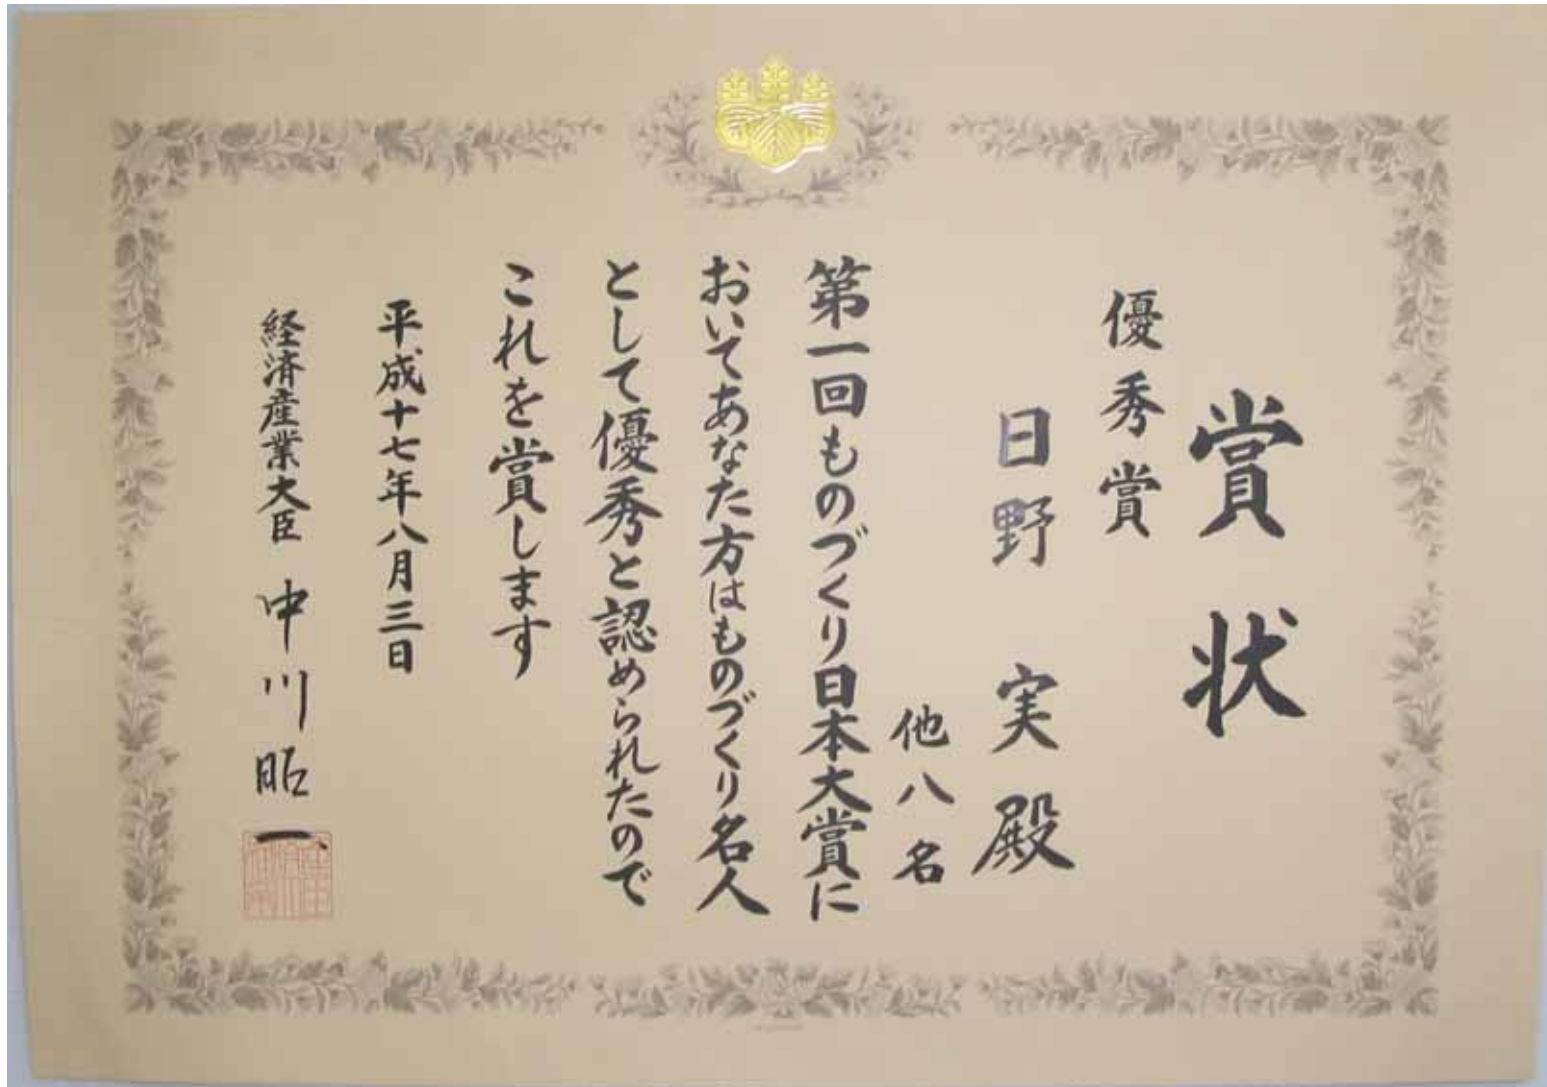 賞状
優秀賞
日野 実殿
他八名
第一回ものづくり日本大賞に
おいてあなた方はものづくり名人
として優秀と認められたので
これを賞します
平成十七年八月三日
経済産業大臣 中川昭一